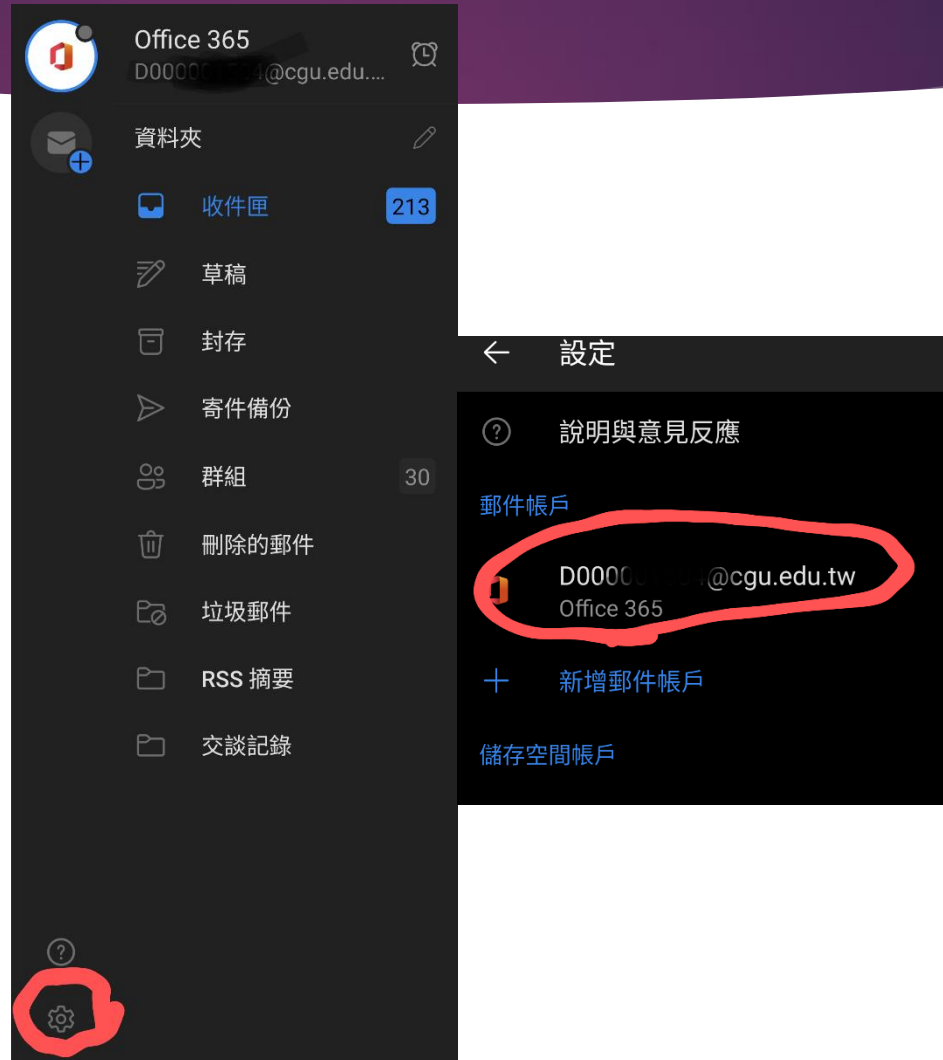 Office 365
@cgu.edu....
資料夾
收件匣 213
草稿
封存
寄件備份
群組 30
刪除的郵件
垃圾郵件
RSS 摘要
交談記錄
設定
說明與意見反應
郵件帳戶
@cgu.edu.tw
Office 365
新增郵件帳戶
儲存空間帳戶